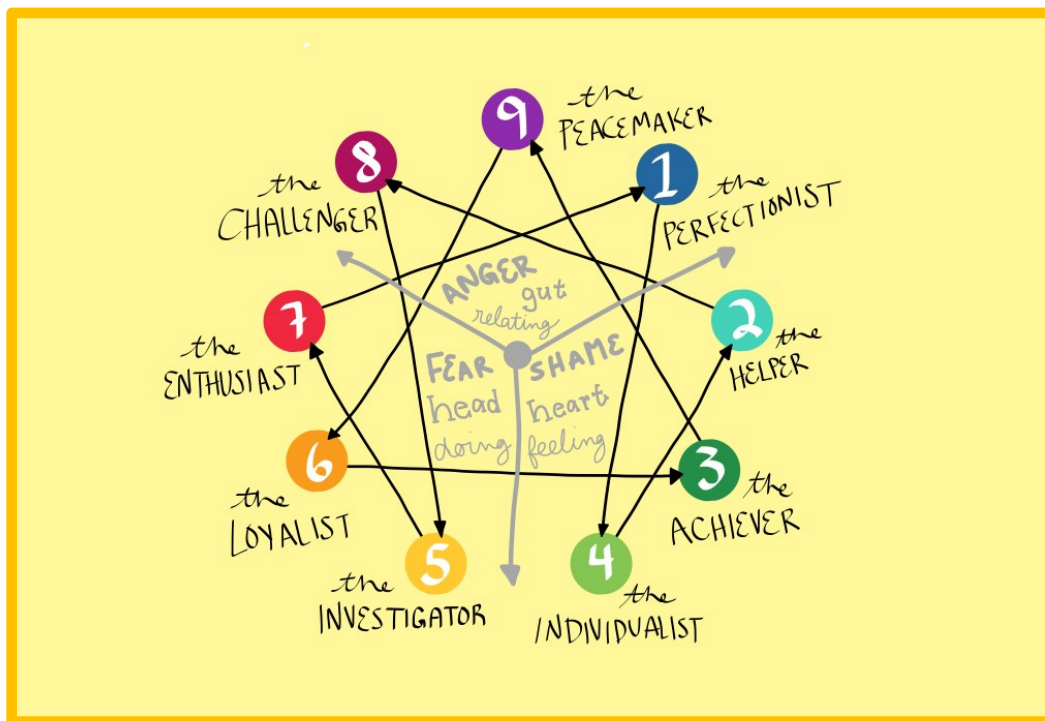 9
the
PEACEMAKER
8
the
CHALLENGER
1
the
PERFECTIONIST
ANGER
gut
relating
7
the
ENTHUSIAST
2
the
HELPER
FEAR
head
doing
SHAME
heart
feeling
6
the
LOYALIST
3
the
ACHIEVER
5
the
INVESTIGATOR
4
the
INDIVIDUALIST